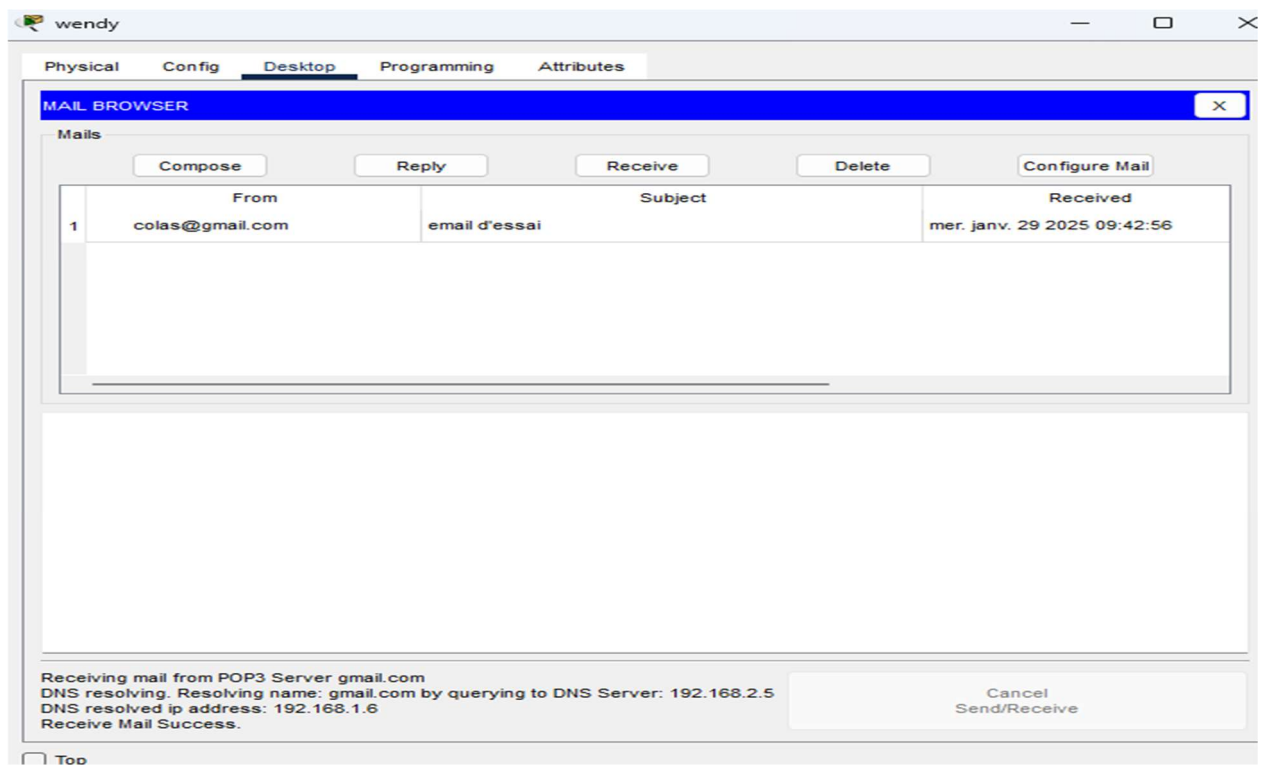 wendy
Physical Config Desktop Programming Attributes
MAIL BROWSER
X
Mails
Compose Reply Receive Delete Configure Mail
From Subject Received
1 colas@gmail.com email d'essai mer. janv. 29 2025 09:42:56
Receiving mail from POP3 Server gmail.com
DNS resolving. Resolving name: gmail.com by querying to DNS Server: 192.168.2.5
DNS resolved ip address: 192.168.1.6
Receive Mail Success.
Cancel
Send/Receive
Top